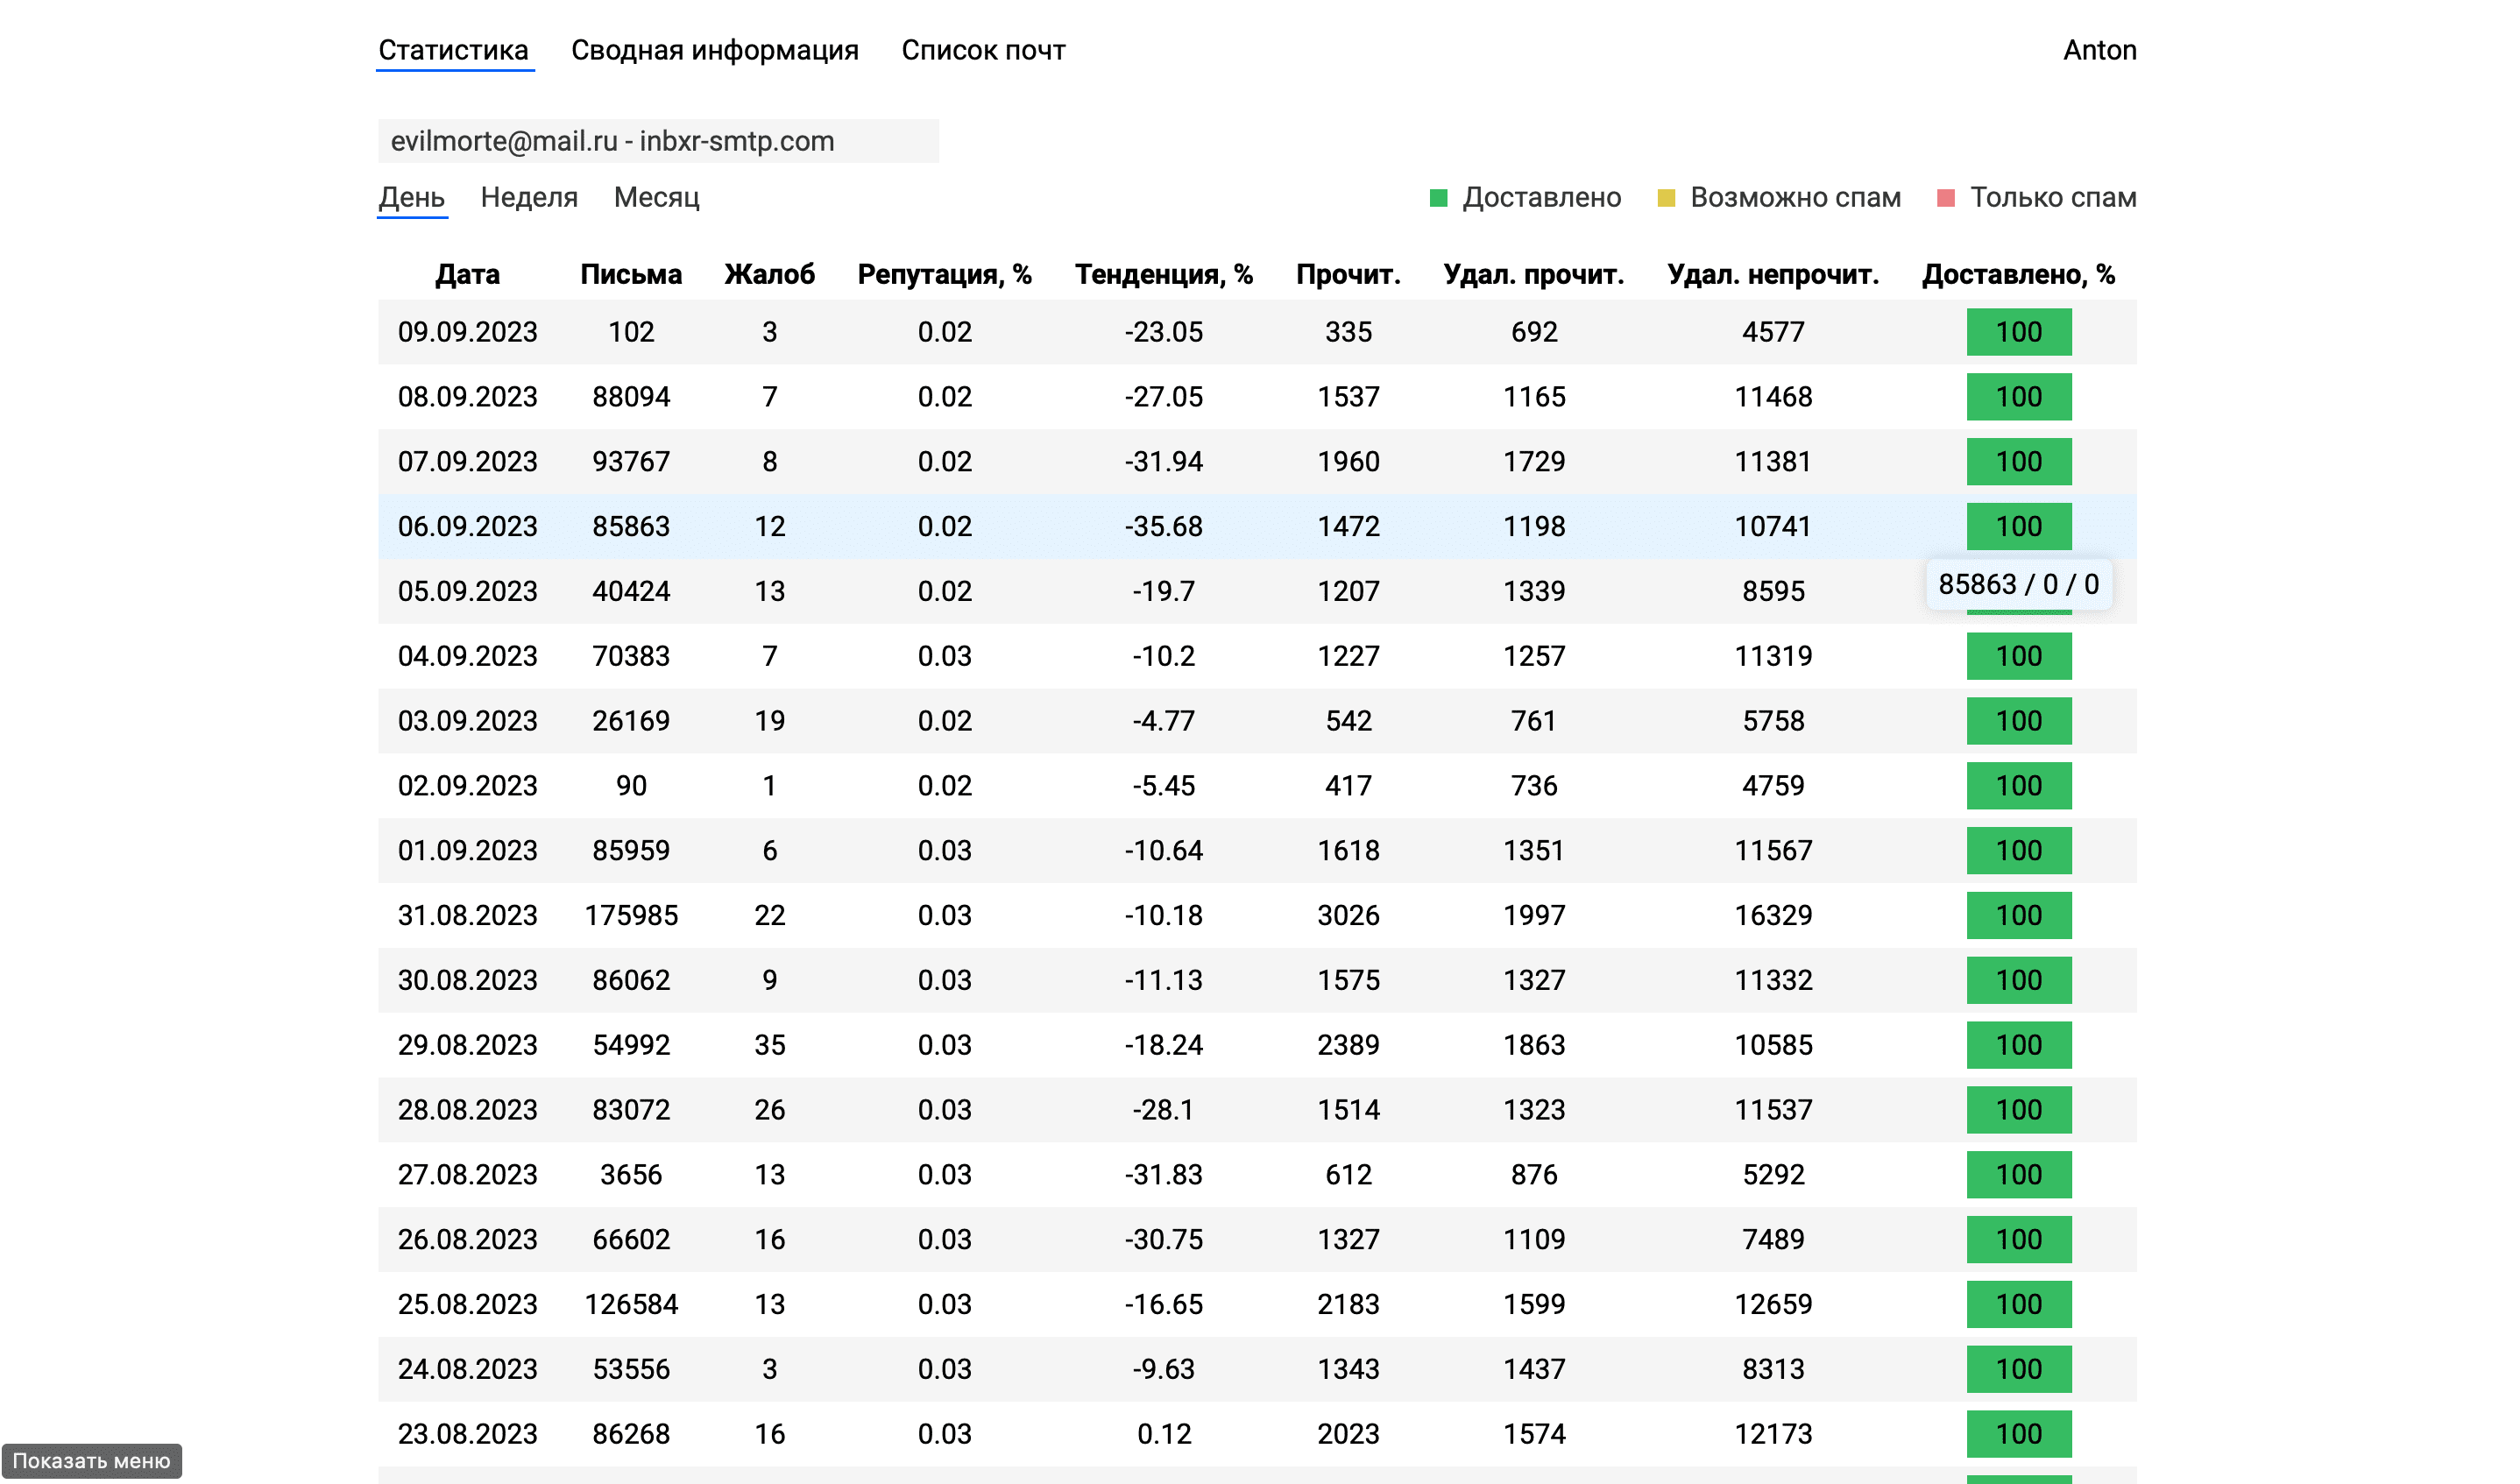 Статистика Сводная информация Список почт Anton
evilmorte@mail.ru - inbxr-smtp.com
День Неделя Месяц Доставлено Возможно спам Только спам
Дата Письма Жалоб Репутация, % Тенденция, % Прочит. Удал. прочит. Удал. непрочит. Доставлено, %
09.09.2023 102 3 0.02 -23.05 335 692 4577 100
08.09.2023 88094 7 0.02 -27.05 1537 1165 11468 100
07.09.2023 93767 8 0.02 -31.94 1960 1729 11381 100
06.09.2023 85863 12 0.02 -35.68 1472 1198 10741 100
85863 / 0 / 0
05.09.2023 40424 13 0.02 -19.7 1207 1339 8595
04.09.2023 70383 7 0.03 -10.2 1227 1257 11319 100
03.09.2023 26169 19 0.02 -4.77 542 761 5758 100
02.09.2023 90 1 0.02 -5.45 417 736 4759 100
01.09.2023 85959 6 0.03 -10.64 1618 1351 11567 100
31.08.2023 175985 22 0.03 -10.18 3026 1997 16329 100
30.08.2023 86062 9 0.03 -11.13 1575 1327 11332 100
29.08.2023 54992 35 0.03 -18.24 2389 1863 10585 100
28.08.2023 83072 26 0.03 -28.1 1514 1323 11537 100
27.08.2023 3656 13 0.03 -31.83 612 876 5292 100
26.08.2023 66602 16 0.03 -30.75 1327 1109 7489 100
25.08.2023 126584 13 0.03 -16.65 2183 1599 12659 100
24.08.2023 53556 3 0.03 -9.63 1343 1437 8313 100
23.08.2023 86268 16 0.03 0.12 2023 1574 12173 100
Показать меню